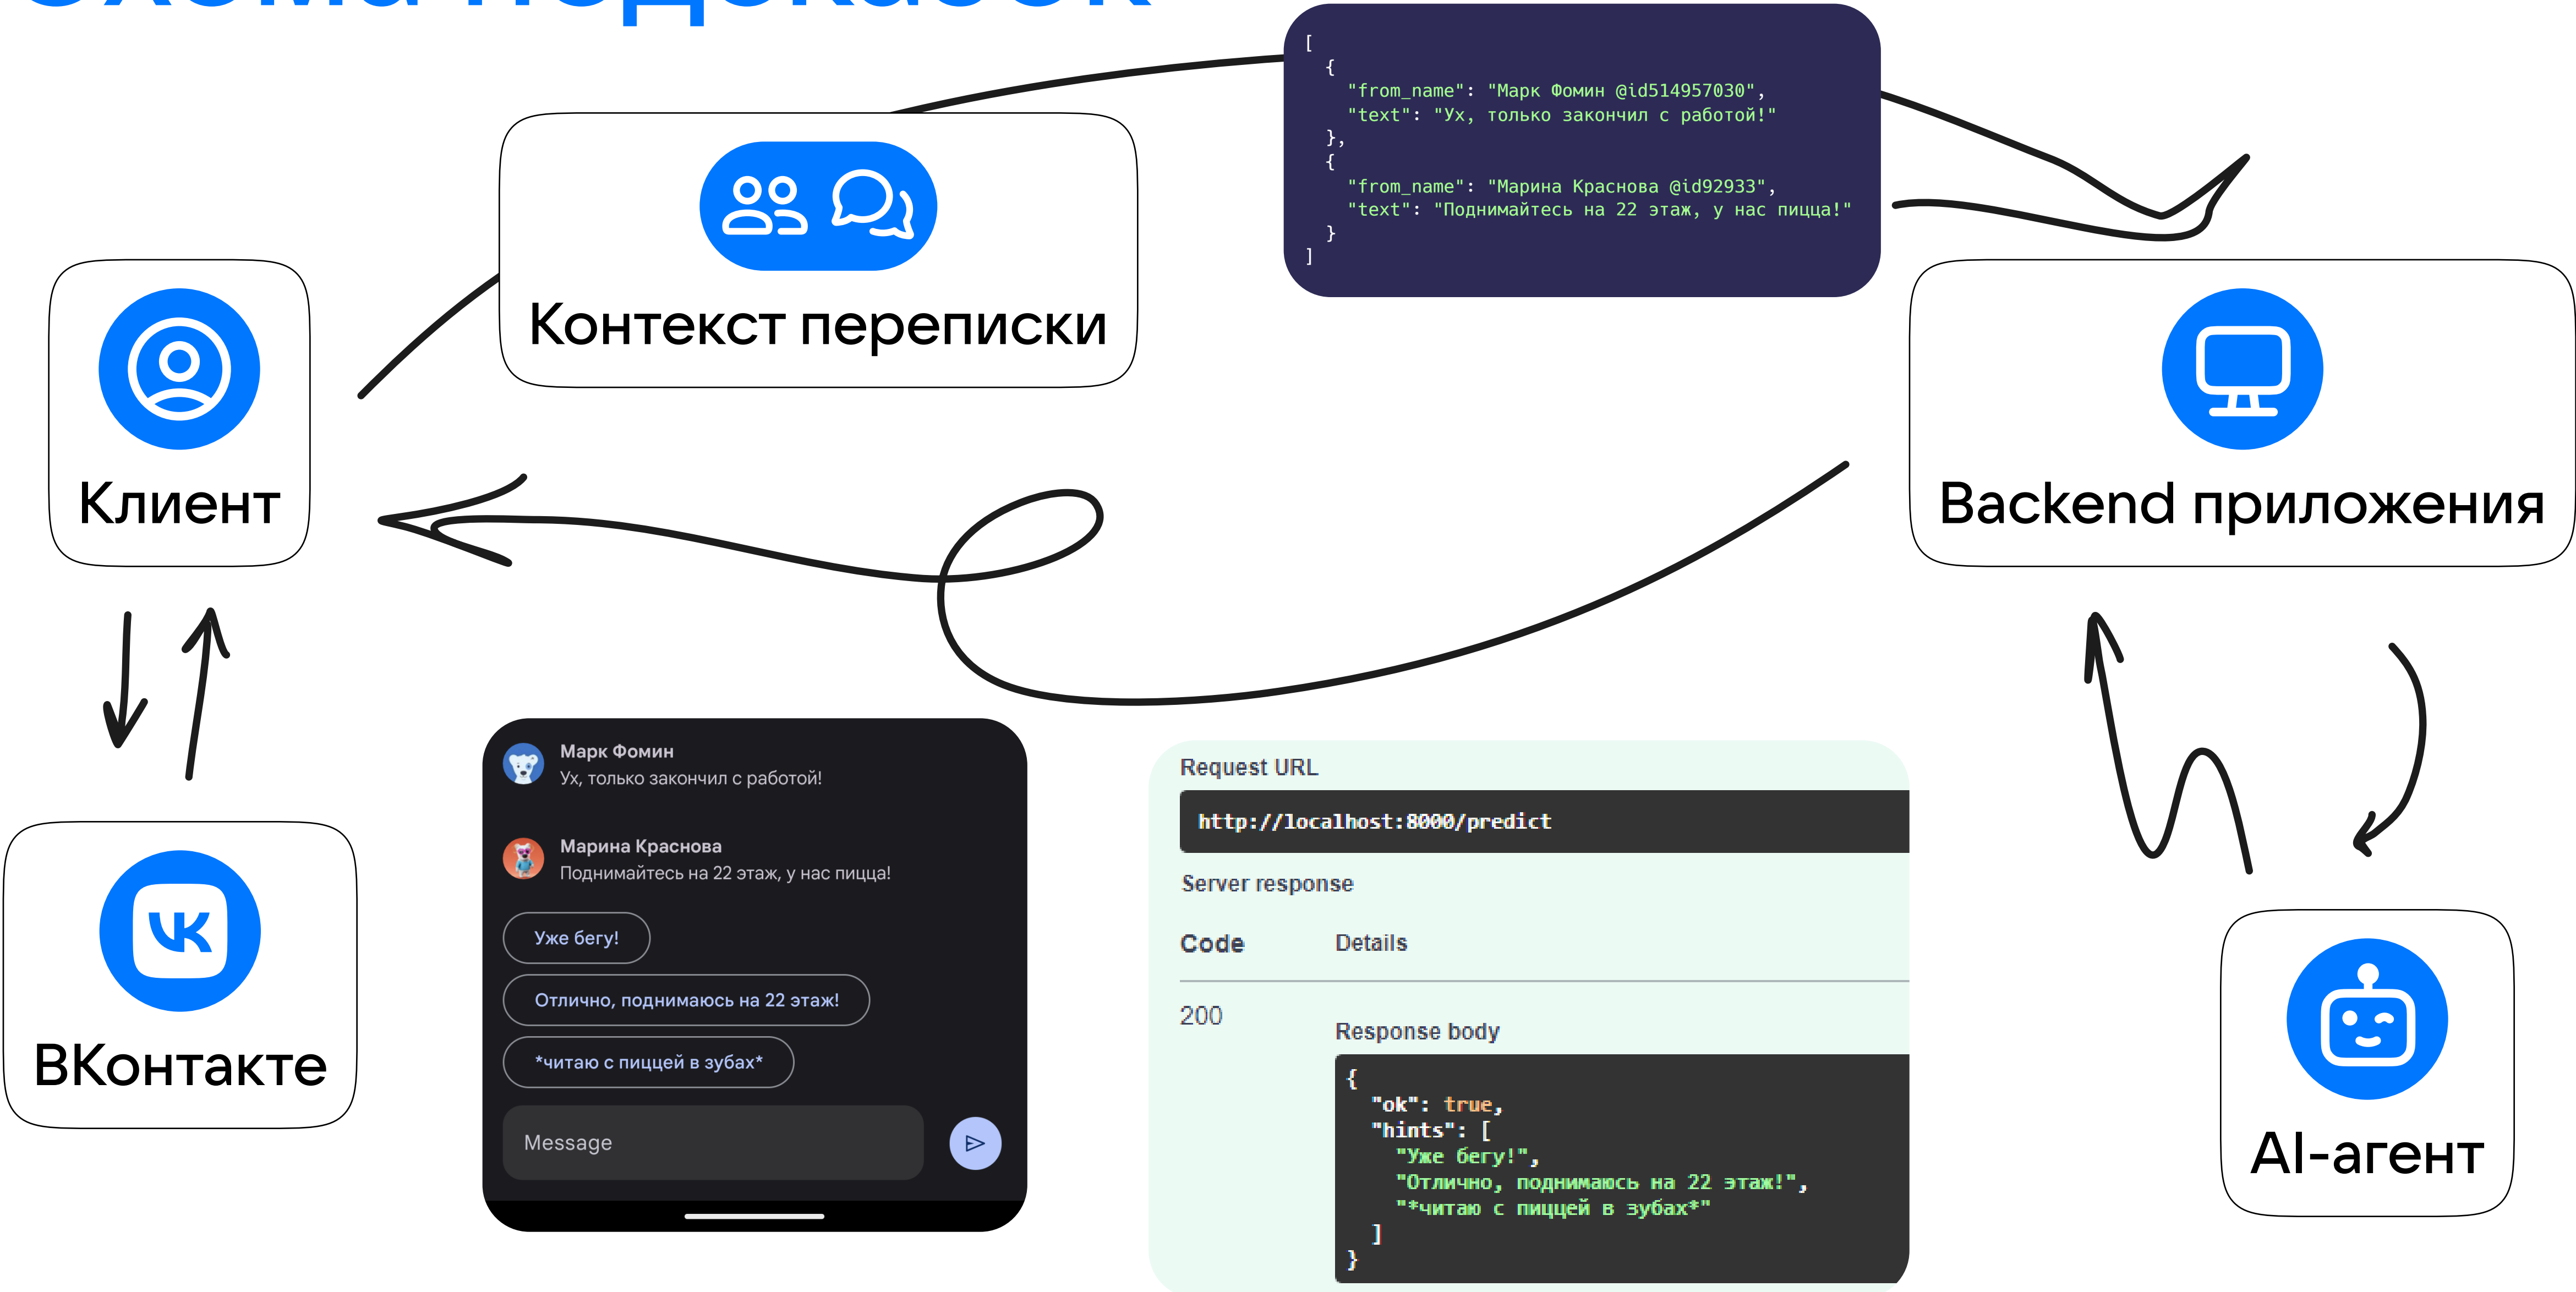 [
{
"from_name": "Марк Фомин @id514957030",
"text": "Ух, только закончил с работой!"
},
{
"from_name": "Марина Краснова @id92933",
"text": "Поднимайтесь на 22 этаж, у нас пицца!"
}
]
Контекст переписки
Клиент
Backend приложения
ВКонтакте
Марк Фомин
Ух, только закончил с работой!
Марина Краснова
Поднимайтесь на 22 этаж, у нас пицца!
Уже бегу!
Отлично, поднимаюсь на 22 этаж!
*читаю с пиццей в зубах*
Message
Request URL
http://localhost:8000/predict
Server response
Code Details
200
Response body
{
"ok": true,
"hints": [
"Уже бегу!",
"Отлично, поднимаюсь на 22 этаж!",
"*читаю с пиццей в зубах*"
]
}
AI-агент